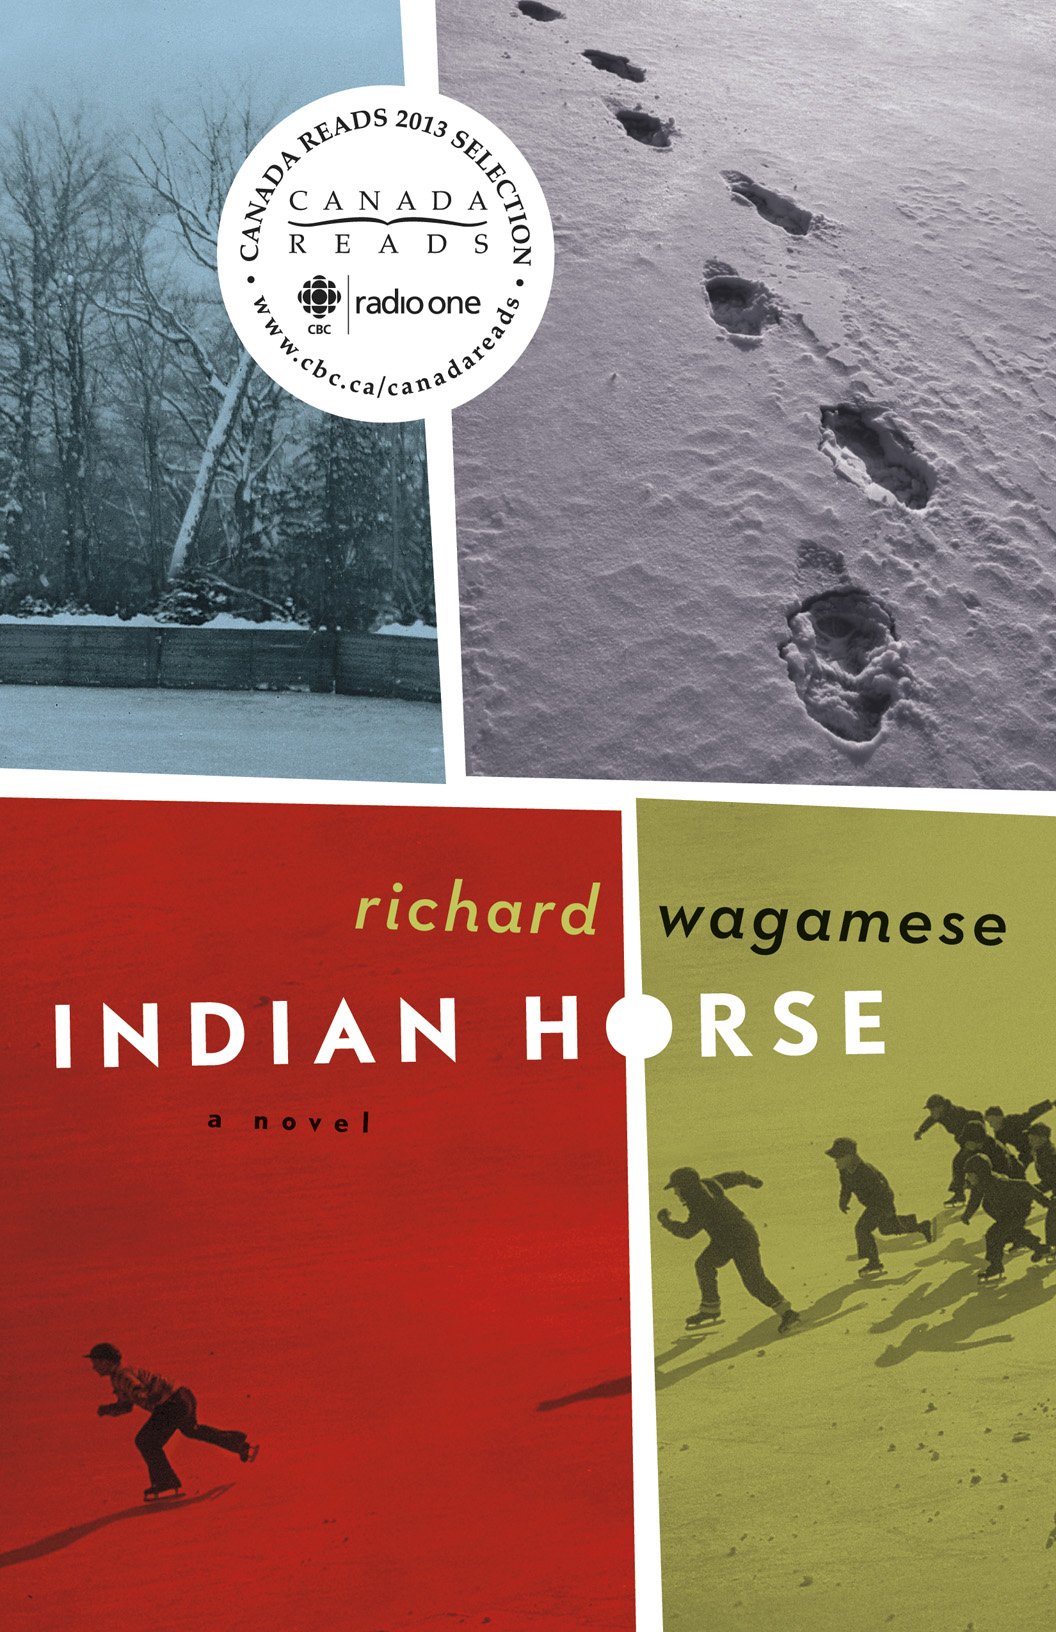 CANADA READS 2013 SELECTION
CANADA
READS
CBC
radio one
• www.cbc.ca/canadareads •
richard wagamese
INDIAN HORSE
a novel